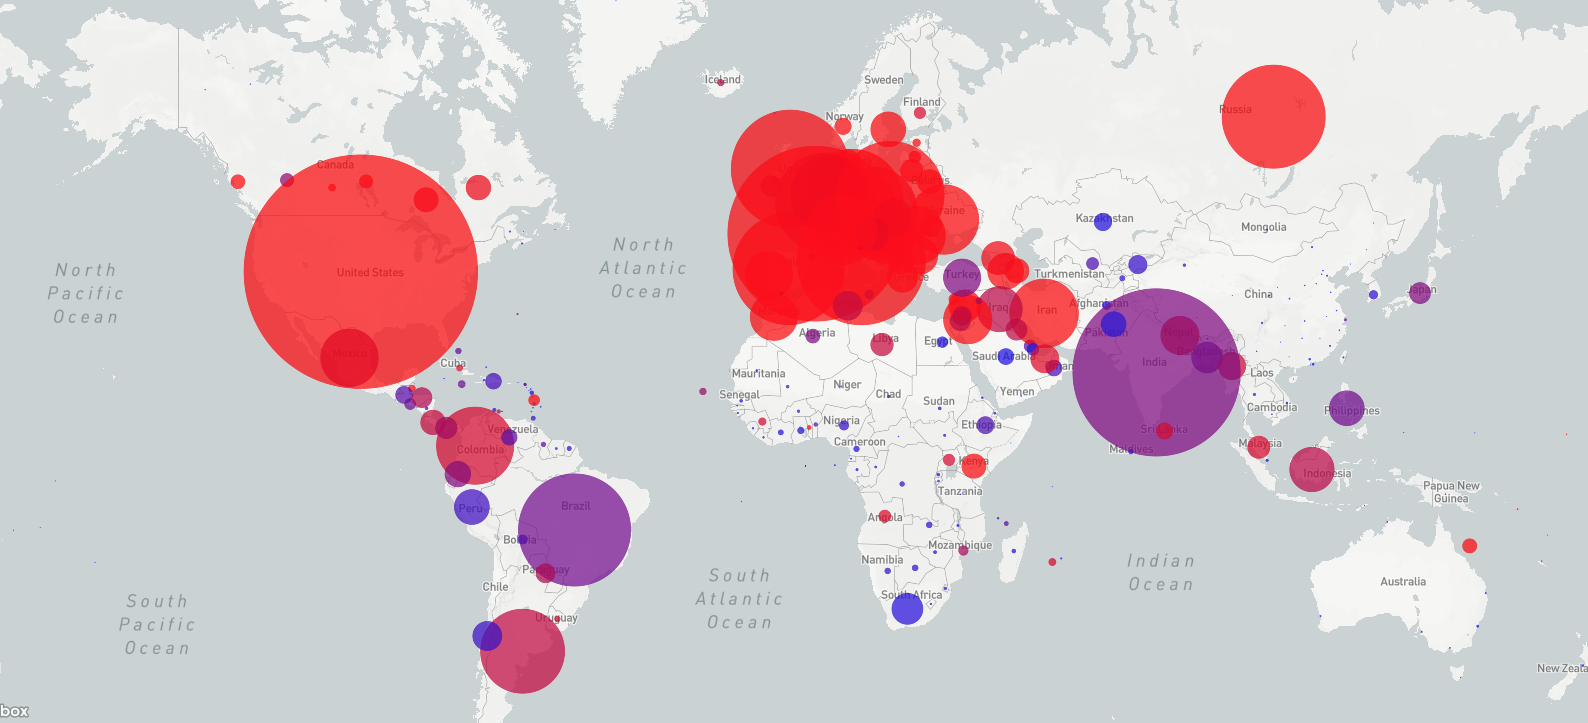 Iceland
Sweden
Finland
Norway
Russia
Canada
North
Atlantic
Ocean
Kazakhstan
Mongolia
North
Pacific
Ocean
United States
Turkey
Turkmenistan
China
Japan
Iraq
Iran
Afghanistan
Algeria
Libya
Egypt
Pakistan
Nepal
Mexico
Cuba
Saudi Arabia
Bangladesh
India
Laos
Mauritania
Niger
Chad
Senegal
Sudan
Yemen
Cambodia
Philippines
Nigeria
Ethiopia
Venezuela
Sri Lanka
Cameroon
Colombia
Maldives
Malaysia
Kenya
Indonesia
Tanzania
Papua New
Guinea
Brazil
Peru
Angola
Bolivia
Mozambique
Namibia
Indian
Ocean
Paraguay
Chile
South
Atlantic
Ocean
Australia
South Africa
South
Pacific
Ocean
Uruguay
New Zeala
box